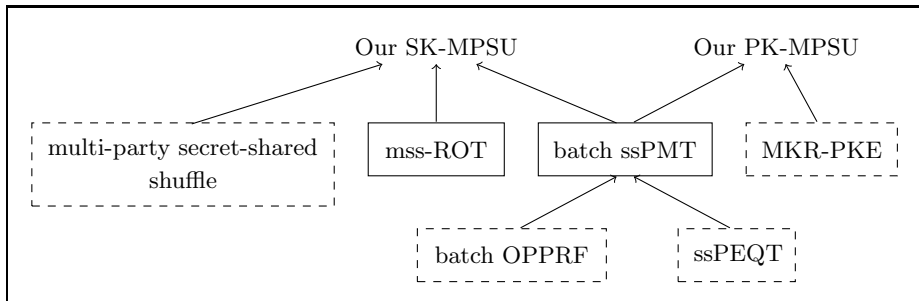 Our SK-MPSU
Our PK-MPSU
multi-party secret-shared
shuffle
mss-ROT
batch ssPMT
MKR-PKE
batch OPPRF
ssPEQT